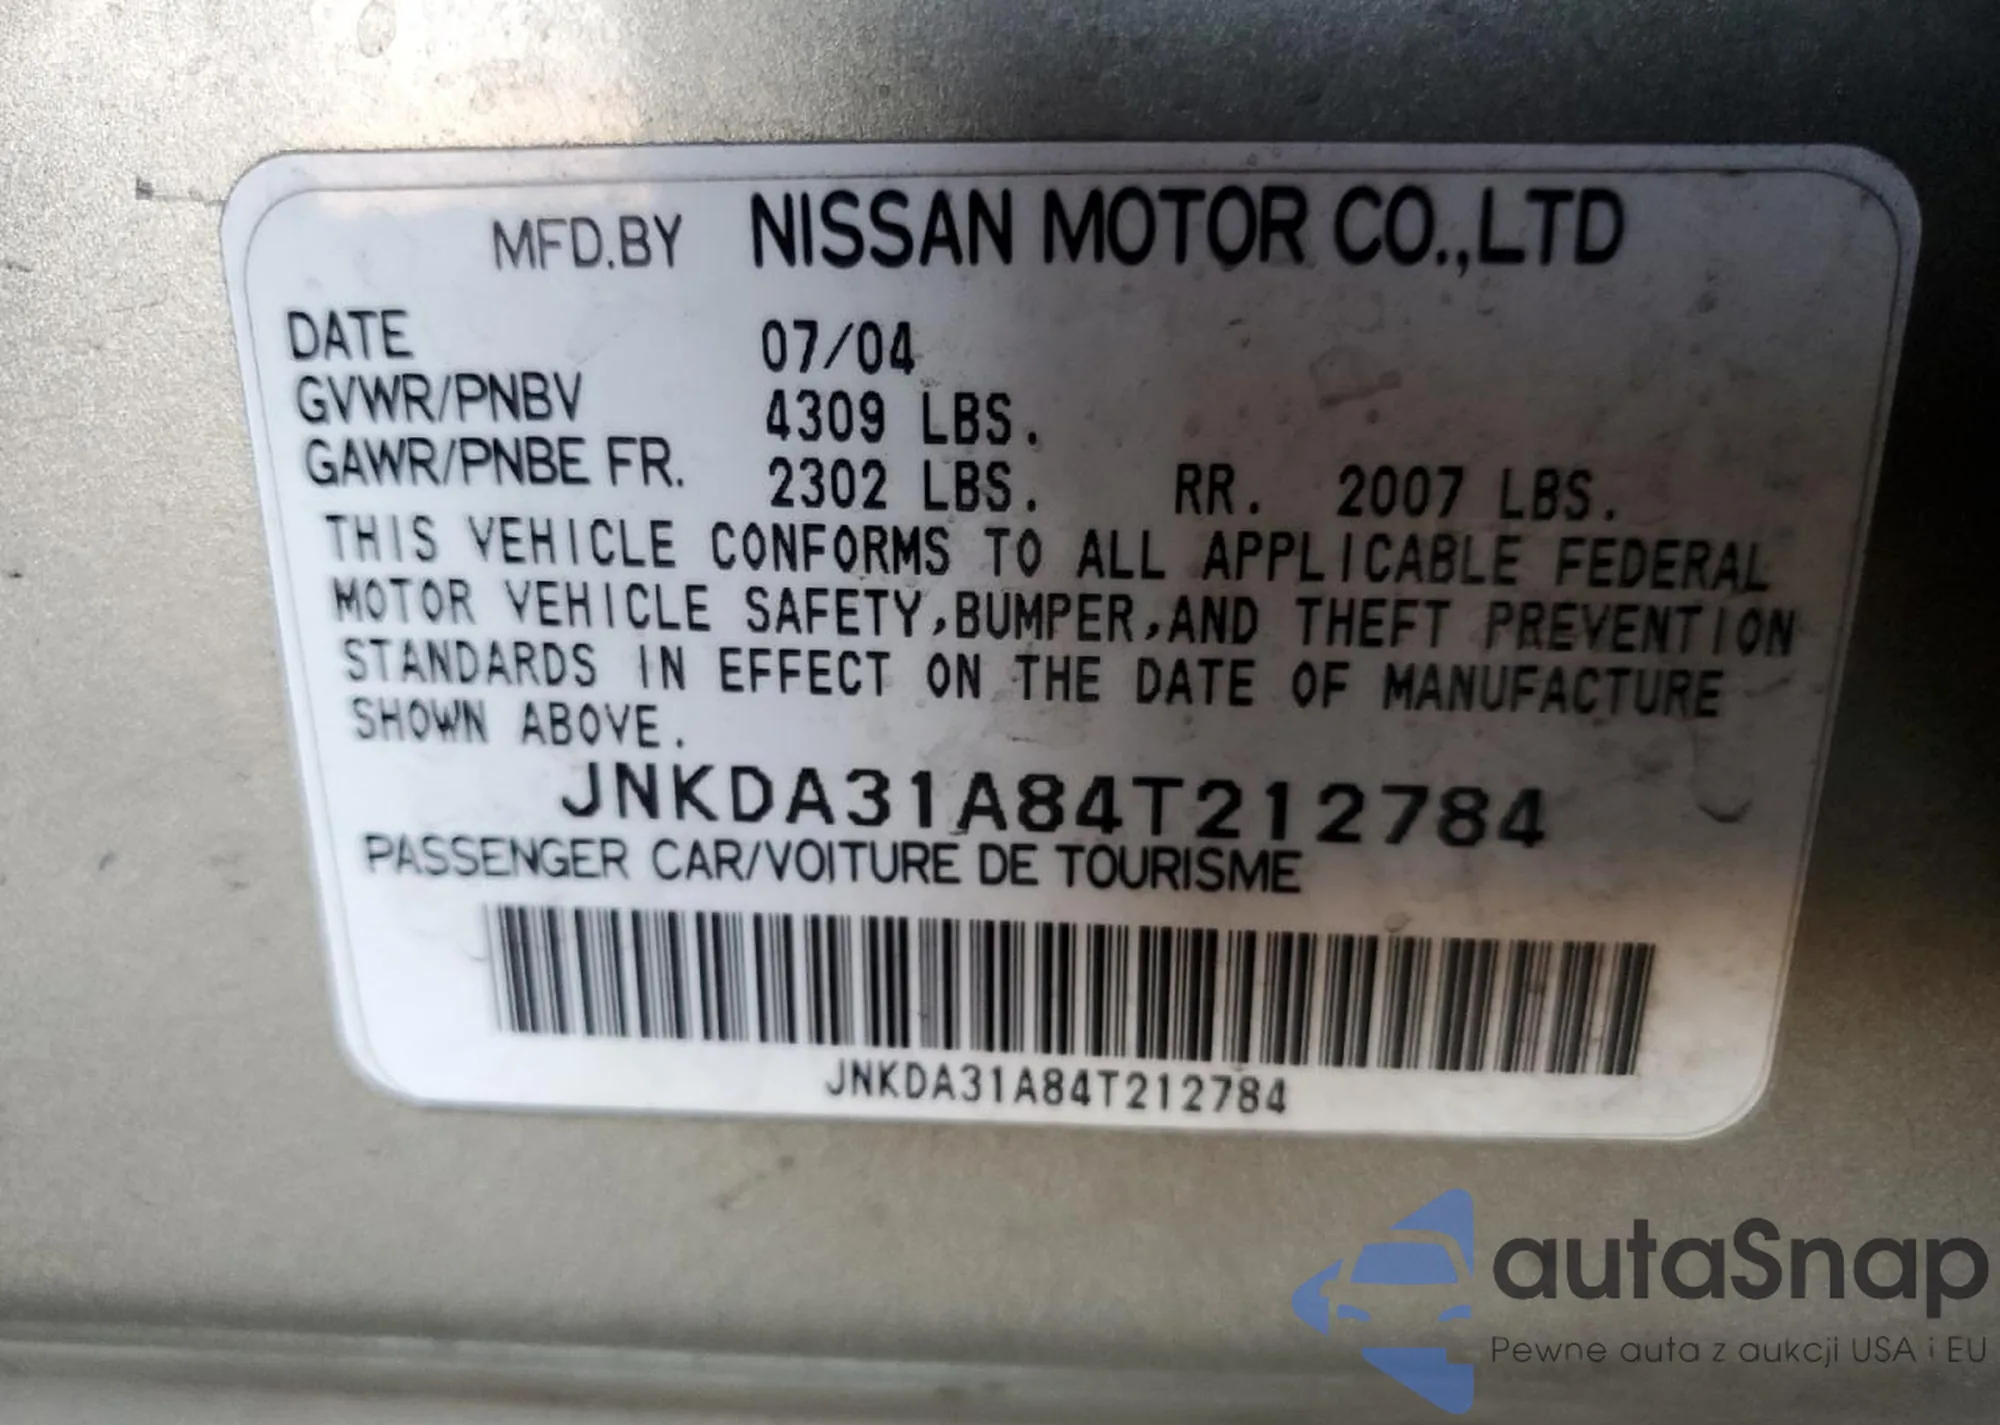 MFD.BY NISSAN MOTOR CO.,LTD
DATE 07/04
GVWR/PNBV 4309 LBS.
GAWR/PNBE FR. 2302 LBS. RR. 2007 LBS.
THIS VEHICLE CONFORMS TO ALL APPLICABLE FEDERAL
MOTOR VEHICLE SAFETY,BUMPER,AND THEFT PREVENTION
STANDARDS IN EFFECT ON THE DATE OF MANUFACTURE
SHOWN ABOVE.
JNKDA31A84T212784
PASSENGER CAR/VOITURE DE TOURISME
JNKDA31A84T212784
autaSnap
Pewne auta z aukcji USA i EU